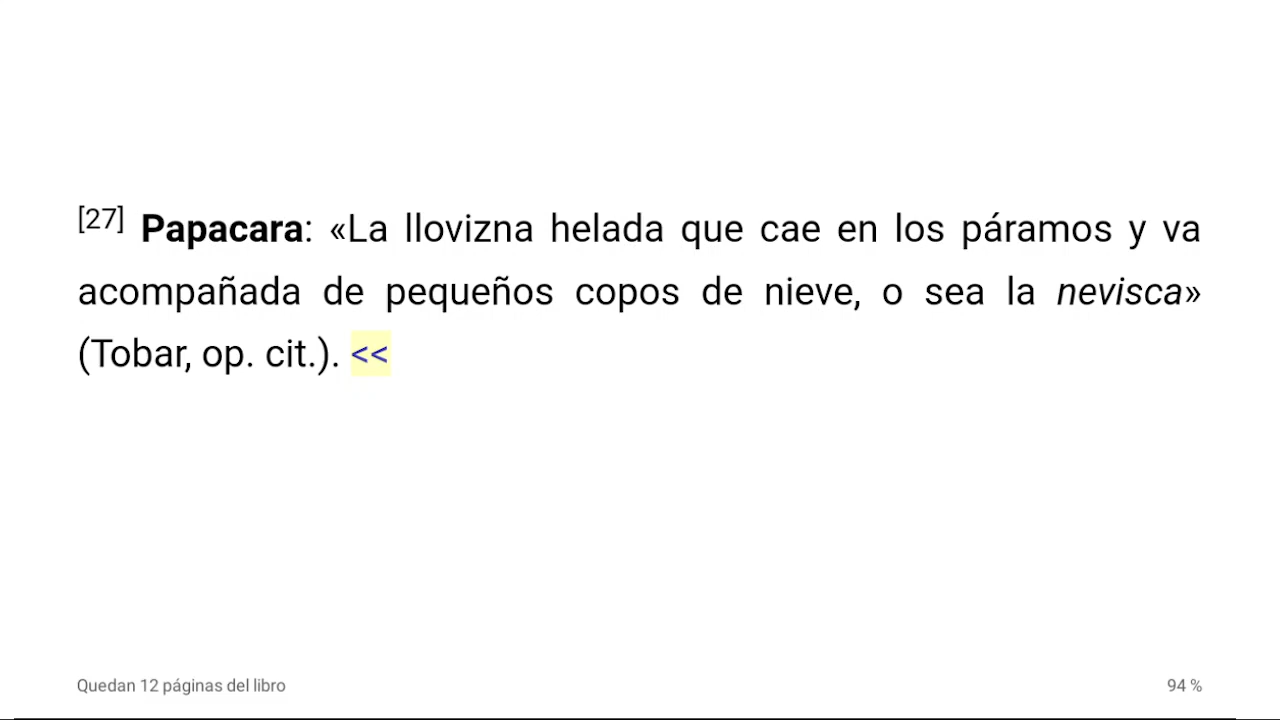 [27] Papacara: «La llovizna helada que cae en los páramos y va
acompañada de pequeños copos de nieve, o sea la nevisca»
(Tobar, op. cit.). <<
Quedan 12 páginas del libro
94 %